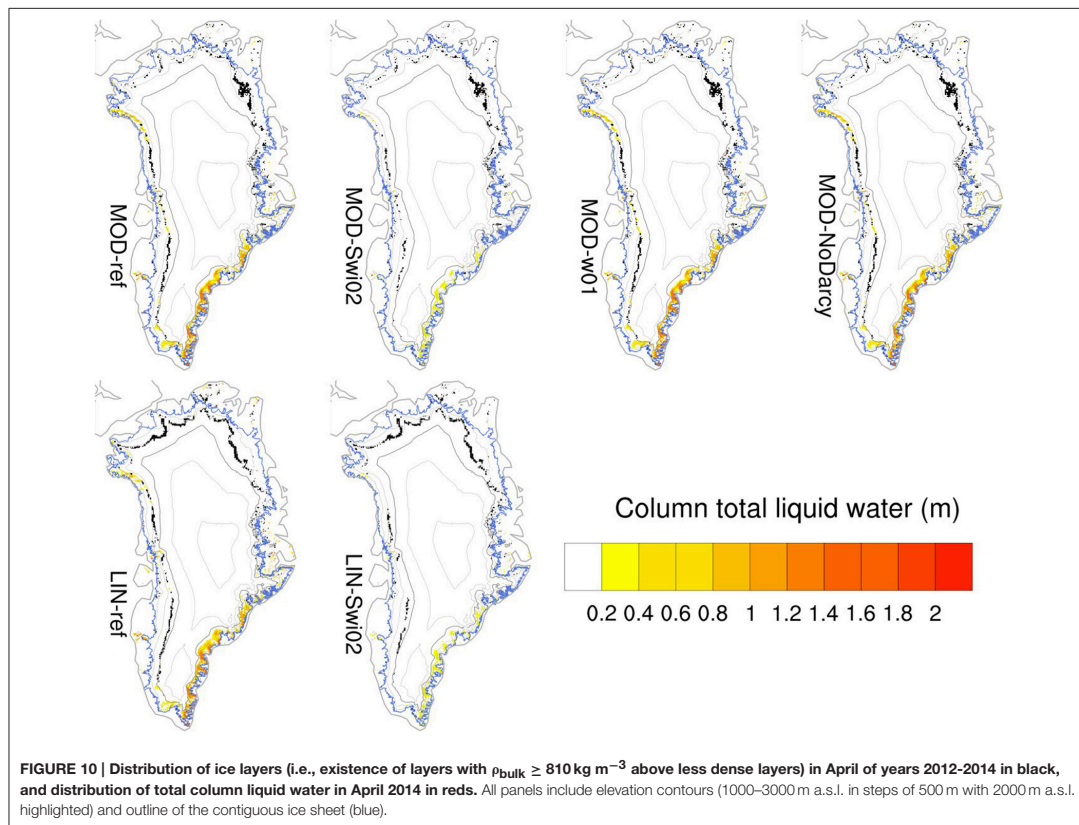 MOD-ref
MOD-Swi02
MOD-w01
MOD-NoDarcy
LIN-ref
LIN-Swi02
Column total liquid water (m)
0.2 0.4 0.6 0.8 1 1.2 1.4 1.6 1.8 2
FIGURE 10 | Distribution of ice layers (i.e., existence of layers with ρbulk ≥ 810 kg m−3 above less dense layers) in April of years 2012-2014 in black,
and distribution of total column liquid water in April 2014 in reds. All panels include elevation contours (1000–3000 m a.s.l. in steps of 500 m with 2000 m a.s.l.
highlighted) and outline of the contiguous ice sheet (blue).